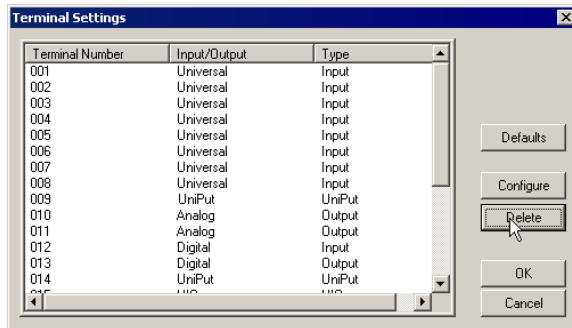 Terminal Settings
Terminal Number Input/Output Type
001 Universal Input
002 Universal Input
003 Universal Input
004 Universal Input
005 Universal Input
006 Universal Input
007 Universal Input
008 Universal Input
009 UniPut UniPut
010 Analog Output
011 Analog Output
012 Digital Input
013 Digital Output
014 UniPut UniPut
Defaults
Configure
Delete
OK
Cancel